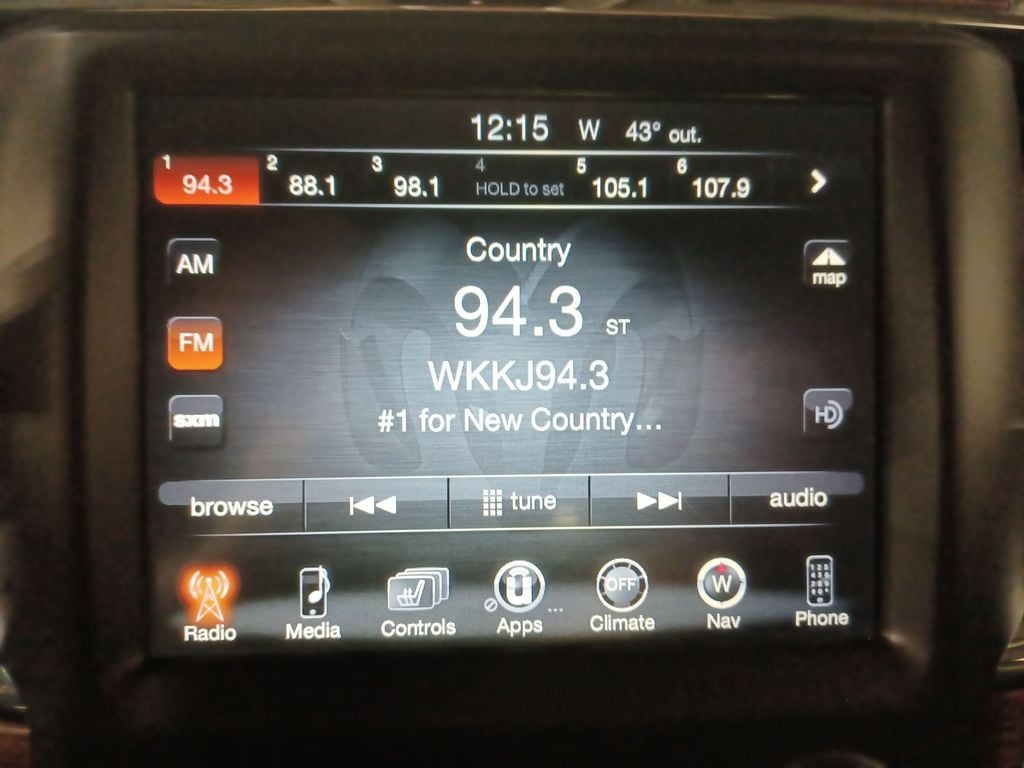 12:15 W 43° out.
1 94.3 2 88.1 3 98.1 4 HOLD to set 5 105.1 6 107.9
Country
AM
map
94.3 ST
FM
WKKJ94.3
#1 for New Country...
sxm
HD
browse tune audio
OFF W
Radio Media Controls Apps ... Climate Nav Phone